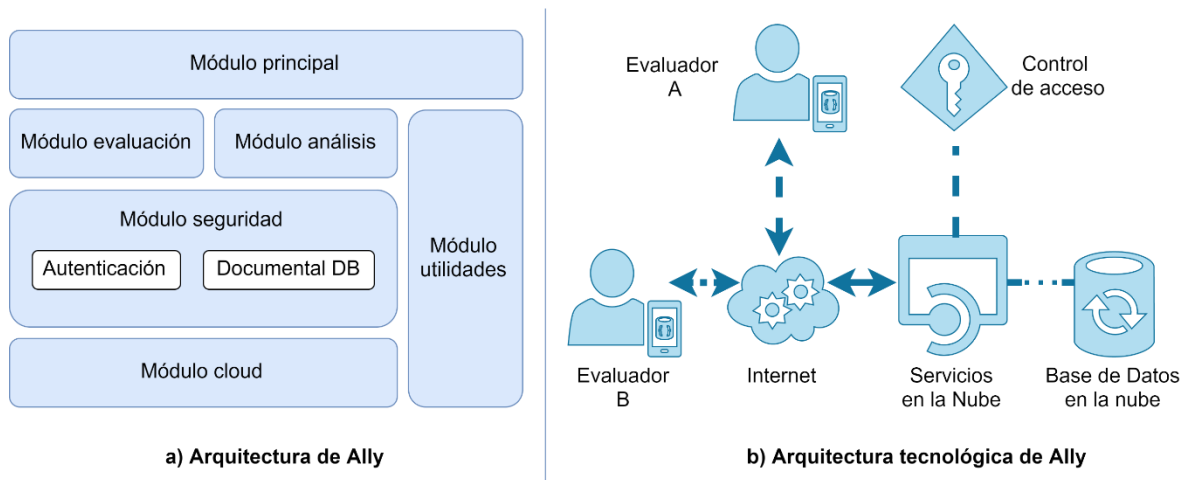 Módulo principal
Módulo evaluación
Módulo análisis
Módulo seguridad
Autenticación
Documental DB
Módulo
utilidades
Módulo cloud
a) Arquitectura de Ally
Evaluador
A
Control
de acceso
Evaluador
B
Internet
Servicios
en la Nube
Base de Datos
en la nube
b) Arquitectura tecnológica de Ally